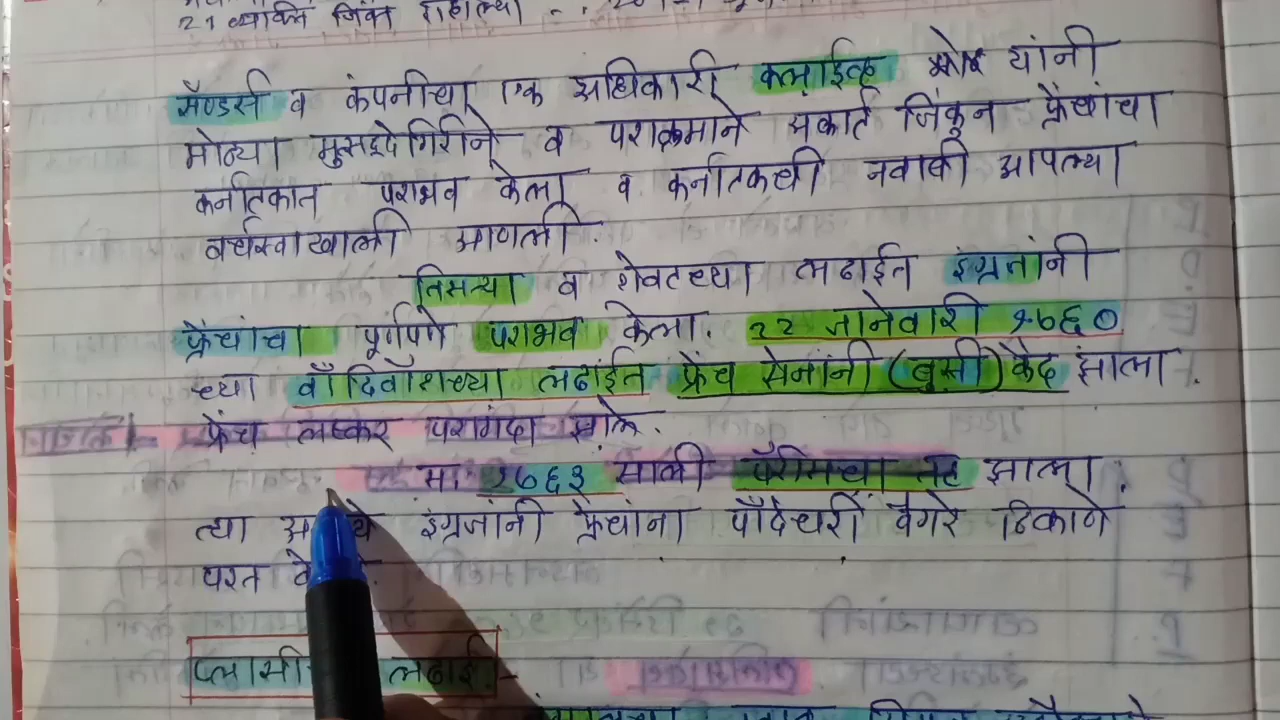 २१ व्यक्ति जिवंत राहिल्या
सॅण्डर्स व कंपनीचा एक अधिकारी क्लाईव्ह यांनी
मोठ्या मुसद्देगिरीने व पराक्रमाने अर्काट जिंकून फ्रेंचांचा
कर्नाटकात पराभव केला व कर्नाटकची नवाबी आपल्या
वर्चस्वाखाली आणली.
तिसऱ्या व शेवटच्या लढाईत इंग्रजांनी
फ्रेंचांचा पूर्णपणे पराभव केला. २२ जानेवारी १७६०
च्या वाँदिवाँशच्या लढाईत फ्रेंच सेनांनी (बुसी) कैद झाला.
फ्रेंच लष्कर परागंदा झाले.
सन १७६३ साली पॅरीसचा तह झाला.
त्या इंग्रजांनी फ्रेंचांना पाँदेचरी वगैरे ठिकाणे
परत
प्लासी लढाई :-